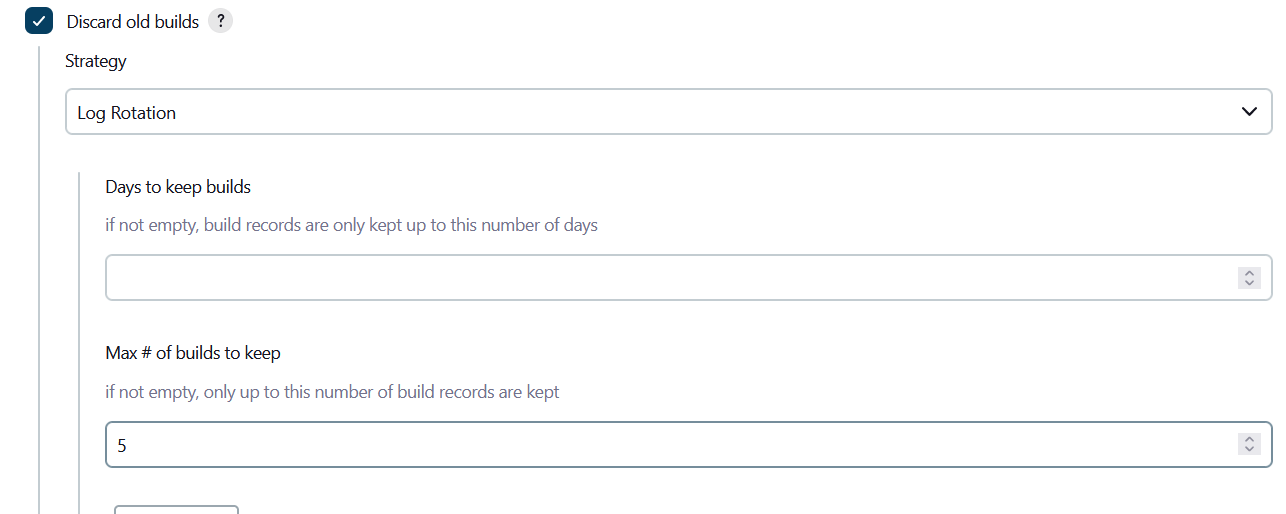 Discard old builds ?
Strategy
Log Rotation
Days to keep builds
if not empty, build records are only kept up to this number of days
Max # of builds to keep
if not empty, only up to this number of build records are kept
5